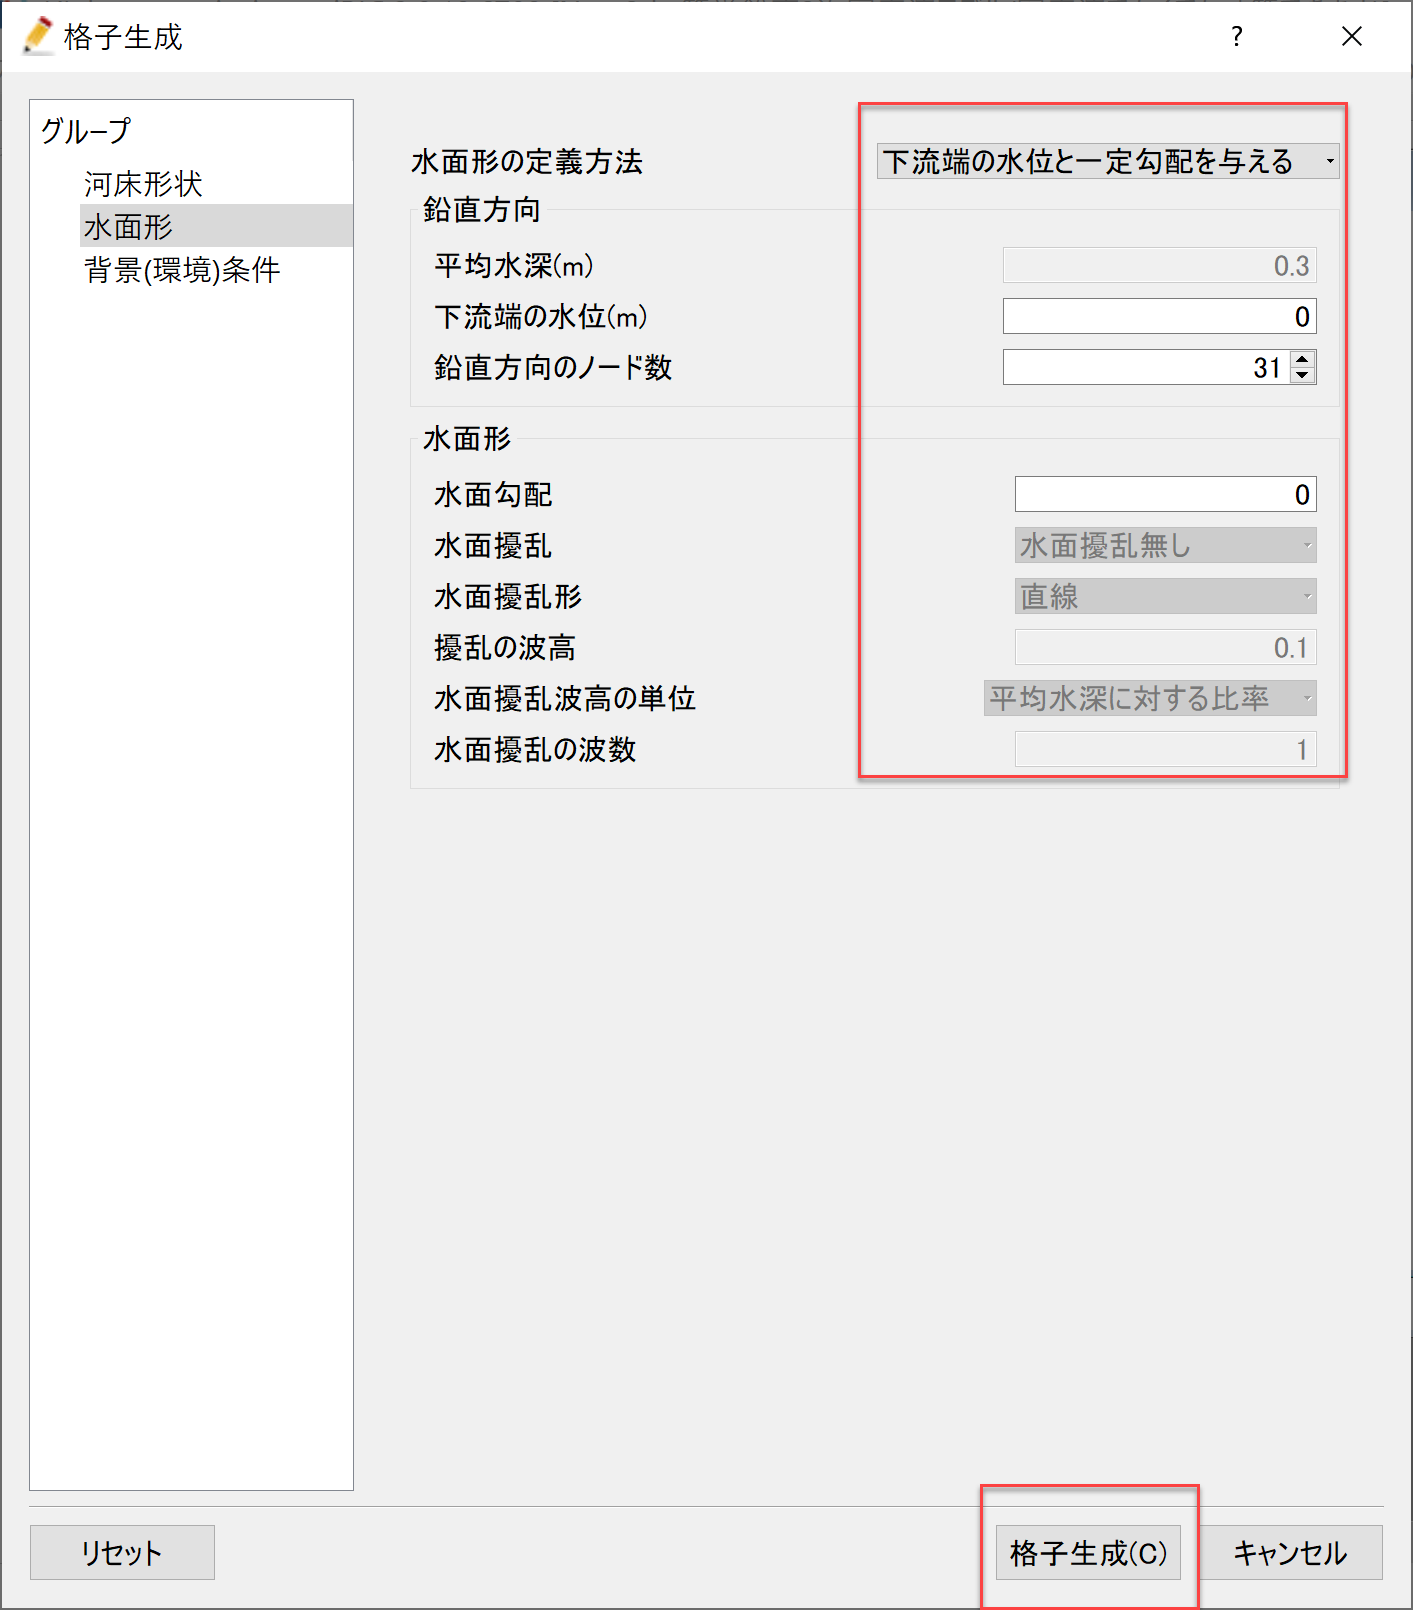 格子生成
?
グループ
河床形状
水面形
背景(環境)条件
水面形の定義方法 下流端の水位と一定勾配を与える
鉛直方向
平均水深(m) 0.3
下流端の水位(m) 0
鉛直方向のノード数 31
水面形
水面勾配 0
水面擾乱 水面擾乱無し
水面擾乱形 直線
擾乱の波高 0.1
水面擾乱波高の単位 平均水深に対する比率
水面擾乱の波数 1
リセット 格子生成(C) キャンセル